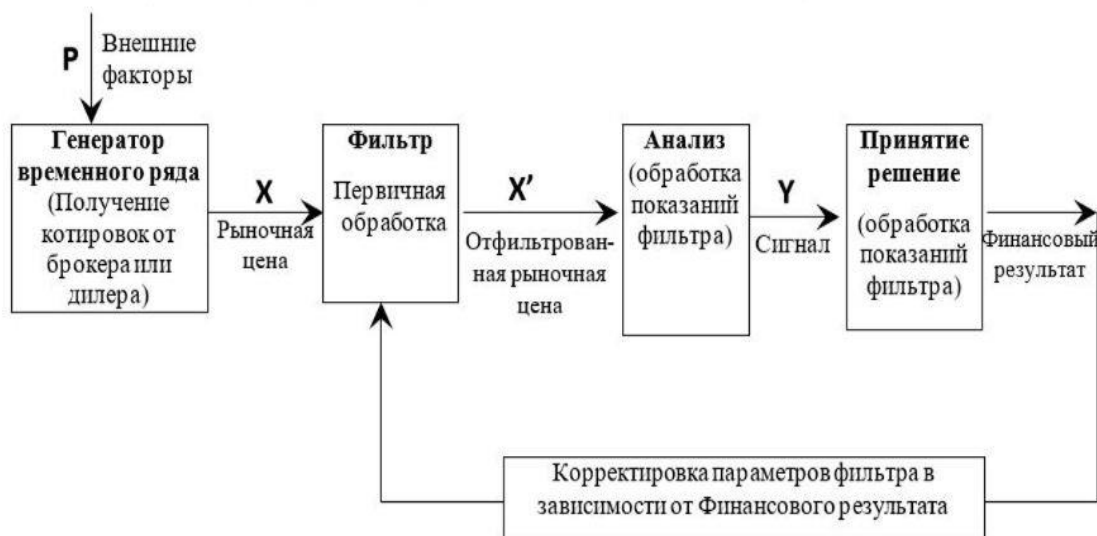 P
Внешние
факторы
Генератор
временного ряда
(Получение
котировок от
брокера или
дилера)
X
Рыночная
цена
Фильтр
Первичная
обработка
X’
Отфильтрован-
ная рыночная
цена
Анализ
(обработка
показаний
фильтра)
Y
Сигнал
Принятие
решение
(обработка
показаний
фильтра)
Финансовый
результат
Корректировка параметров фильтра в
зависимости от Финансового результата